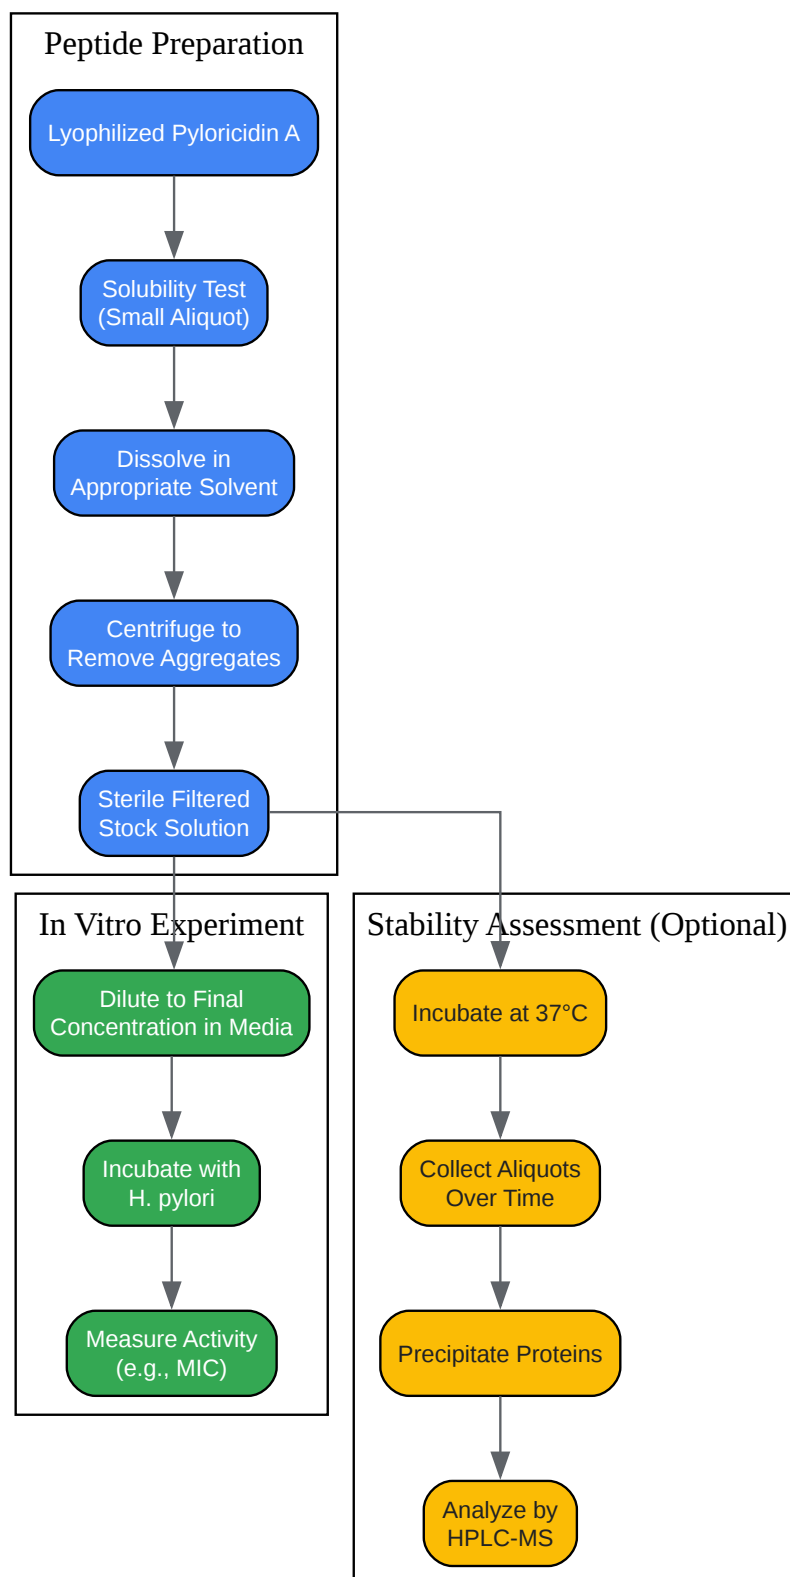 Peptide Preparation
Lyophilized Pyloricidin A
Solubility Test
(Small Aliquot)
Dissolve in
Appropriate Solvent
Centrifuge to
Remove Aggregates
Sterile Filtered
Stock Solution
In Vitro Experiment
Dilute to Final
Concentration in Media
Incubate with
H. pylori
Measure Activity
(e.g., MIC)
Stability Assessment (Optional)
Incubate at 37°C
Collect Aliquots
Over Time
Precipitate Proteins
Analyze by
HPLC-MS